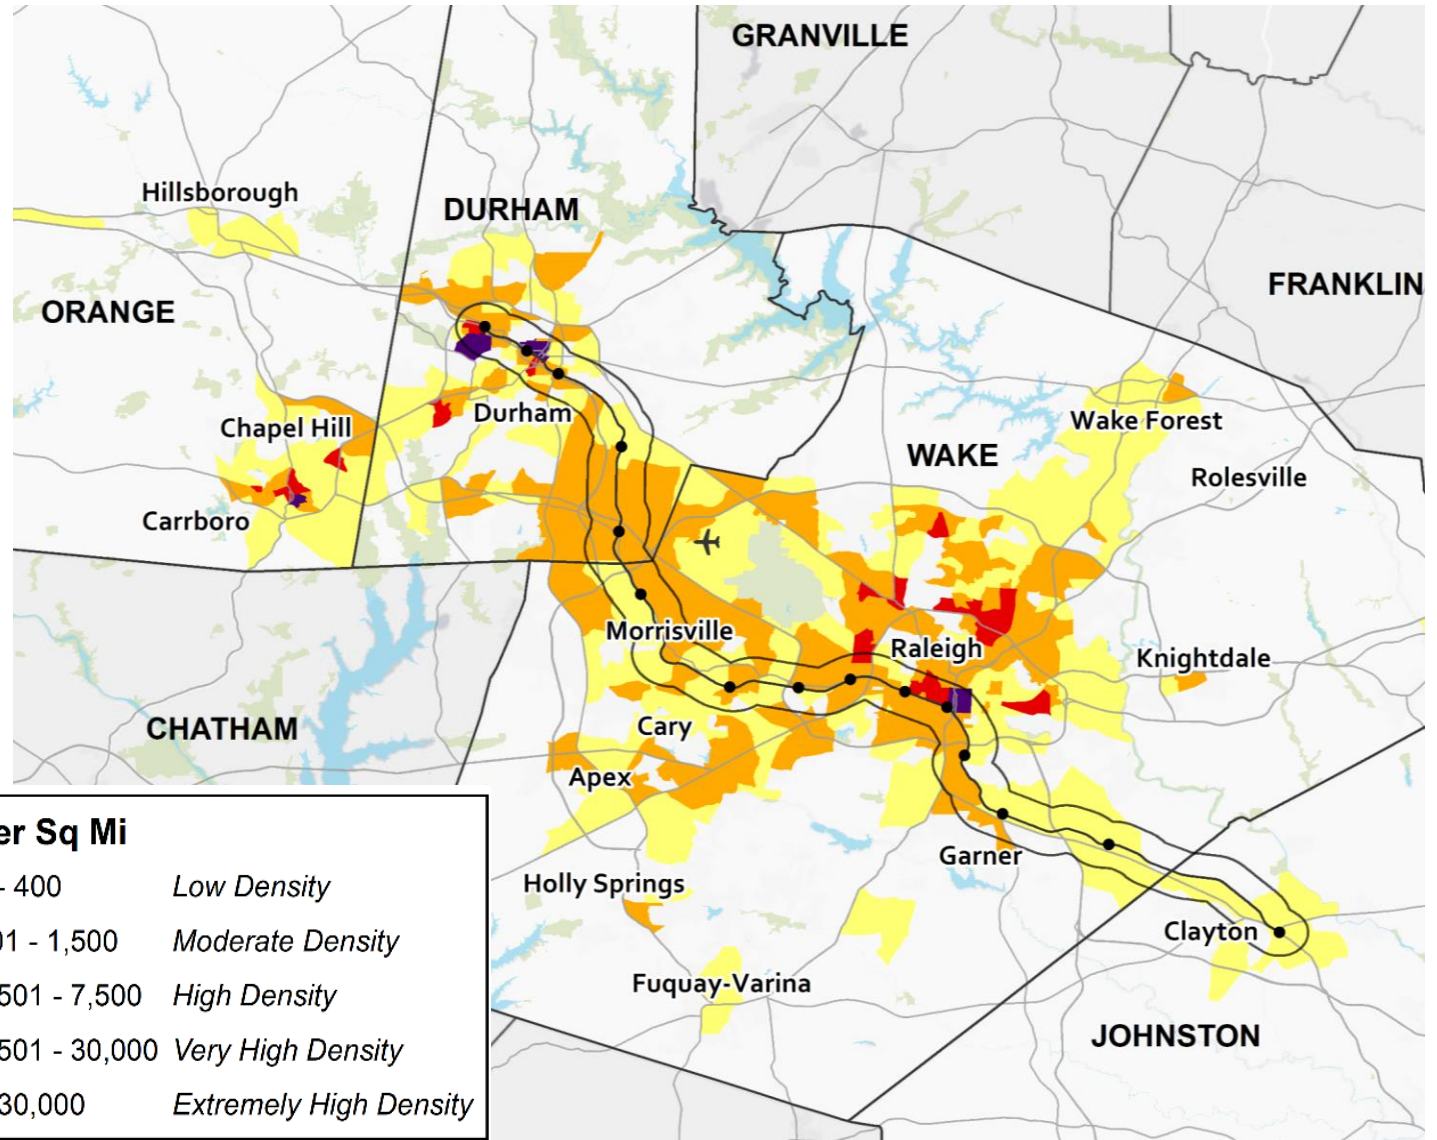 GRANVILLE
Hillsborough
DURHAM
FRANKLIN
ORANGE
Durham
Chapel Hill
Wake Forest
WAKE
Rolesville
Carrboro
Morrisville
Raleigh
Knightdale
CHATHAM
Cary
Apex
Garner
Holly Springs
Clayton
Fuquay-Varina
JOHNSTON
er Sq Mi
- 400 Low Density
01 - 1,500 Moderate Density
501 - 7,500 High Density
501 - 30,000 Very High Density
30,000 Extremely High Density